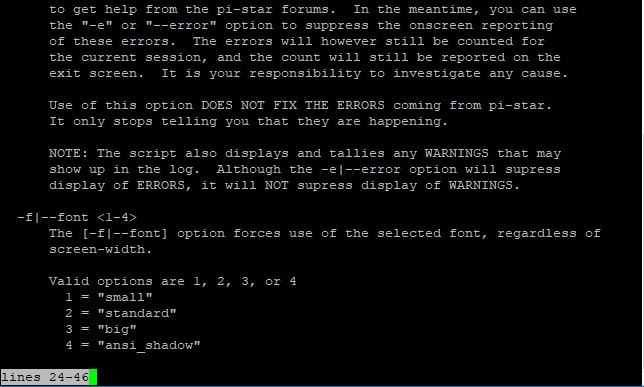 to get help from the pi-star forums.  In the meantime, you can use
the "-e" or "--error" option to suppress the onscreen reporting
of these errors.  The errors will however still be counted for
the current session, and the count will still be reported on the
exit screen.  It is your responsibility to investigate any cause.
Use of this option DOES NOT FIX THE ERRORS coming from pi-star.
It only stops telling you that they are happening.
NOTE: The script also displays and tallies any WARNINGS that may
show up in the log.  Although the -e|--error option will supress
display of ERRORS, it will NOT supress display of WARNINGS.
-f|--font <1-4>
The [-f|--font] option forces use of the selected font, regardless of
screen-width.
Valid options are 1, 2, 3, or 4
1 = "small"
2 = "standard"
3 = "big"
4 = "ansi_shadow"
lines 24-46